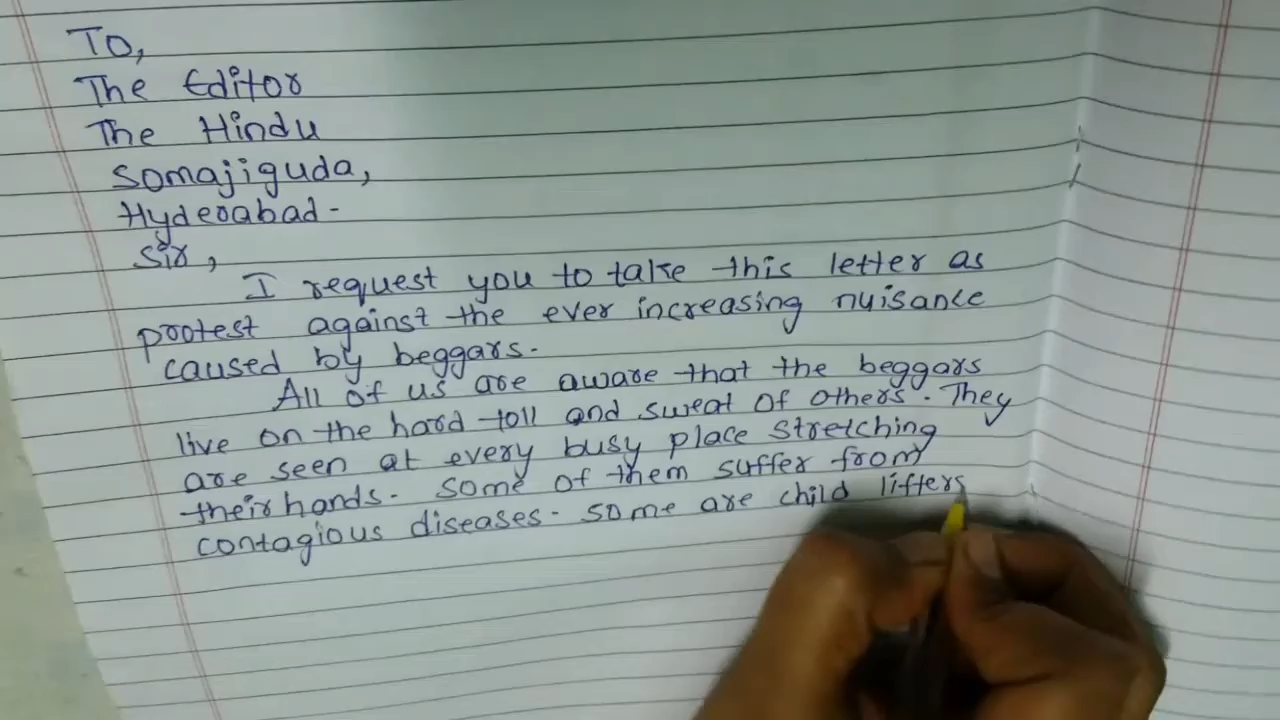 To,
The Editor
The Hindu
Somajiguda,
Hyderabad-
Sir,
I request you to take this letter as
protest against the ever increasing nuisance
caused by beggars.
All of us are aware that the beggars
live on the hard toll and sweat of others. They
are seen at every busy place stretching
their hands. Some of them suffer from
contagious diseases. Some are child lifters